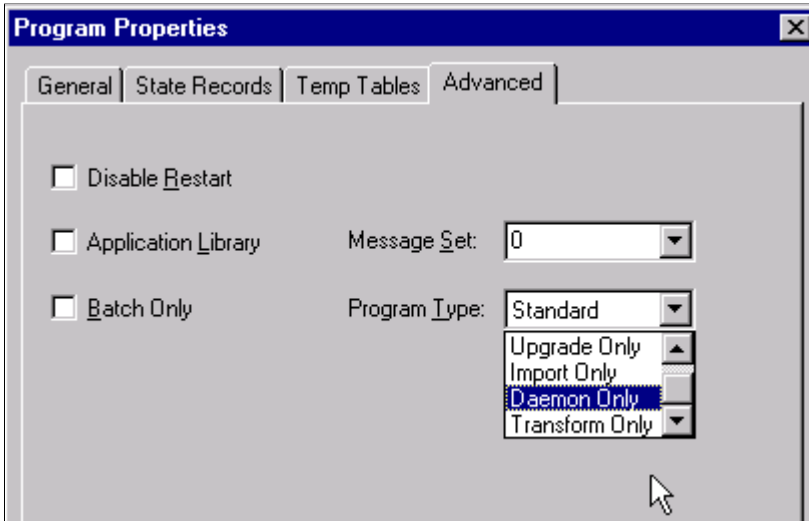 Program Properties
General State Records Temp Tables Advanced
Disable Restart
Application Library Message Set: 0
Batch Only Program Type: Standard
Upgrade Only
Import Only
Daemon Only
Transform Only